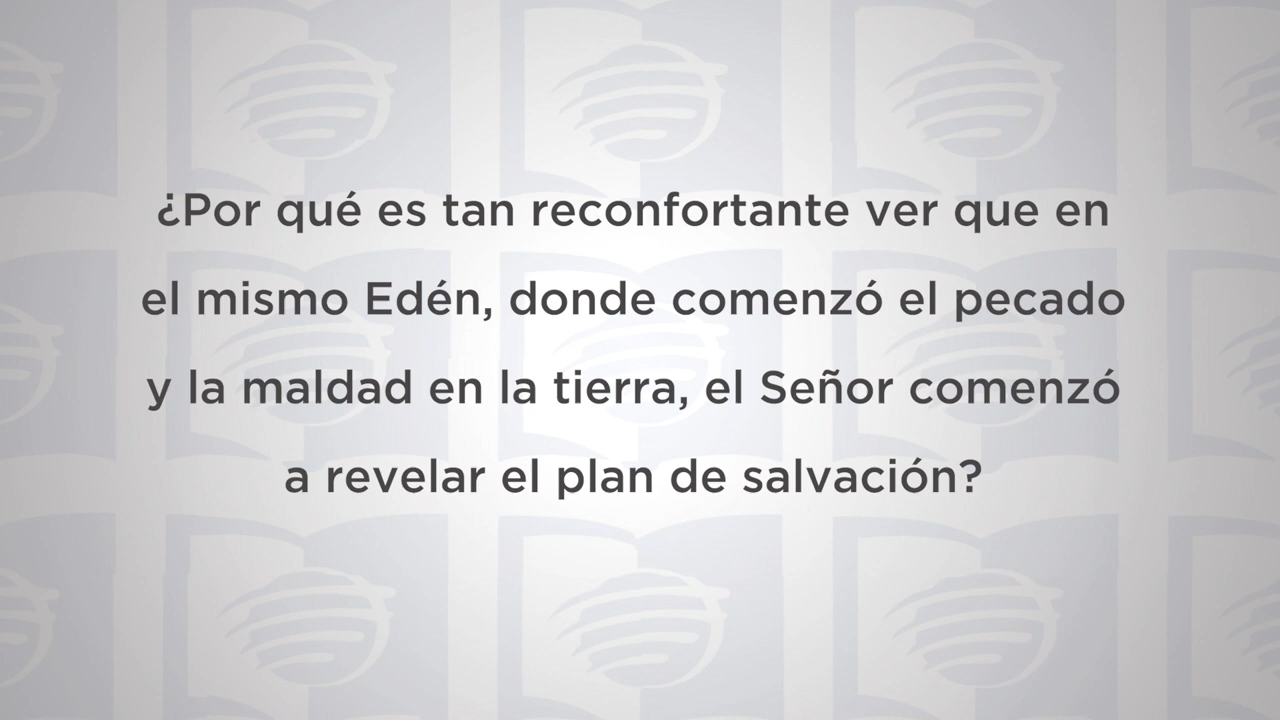 ¿Por qué es tan reconfortante ver que en
el mismo Edén, donde comenzó el pecado
y la maldad en la tierra, el Señor comenzó
a revelar el plan de salvación?